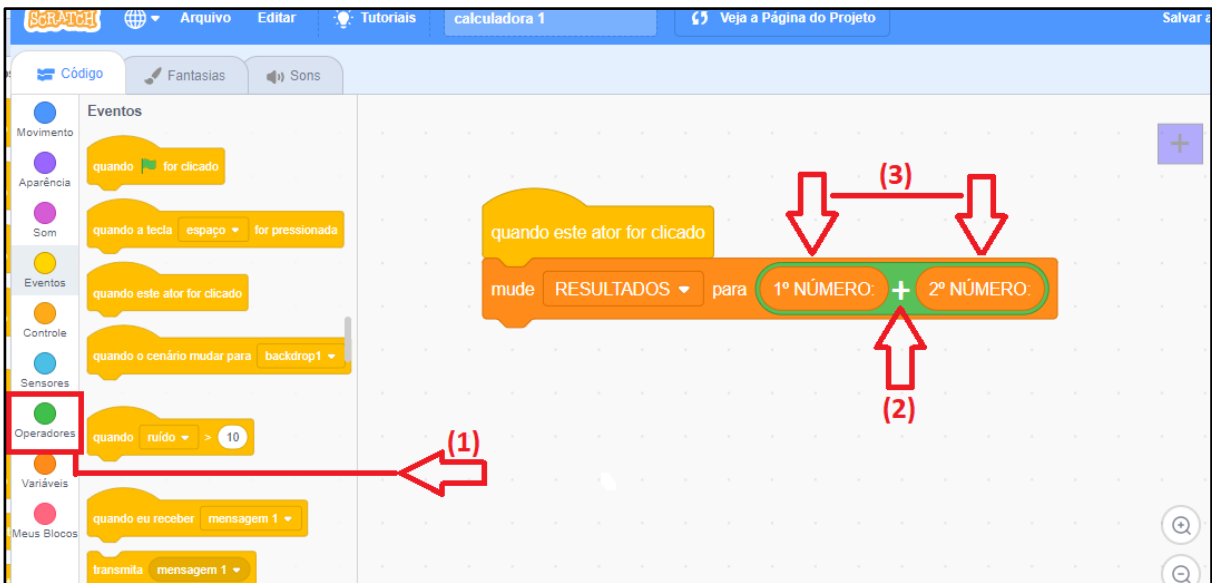 SCRATCH Arquivo Editar Tutoriais calculadora 1 Veja a Página do Projeto Salvar a
Código Fantasias Sons
Movimento
Aparência
Som
Eventos
Controle
Sensores
Operadores
Variáveis
Meus Blocos
Eventos
quando for clicado
quando a tecla espaço for pressionada
quando este ator for clicado
quando o cenário mudar para backdrop1
quando ruído > 10
quando eu receber mensagem 1
transmita mensagem 1
(3)
quando este ator for clicado
mude RESULTADOS para 1º NÚMERO: + 2º NÚMERO:
(2)
(1)